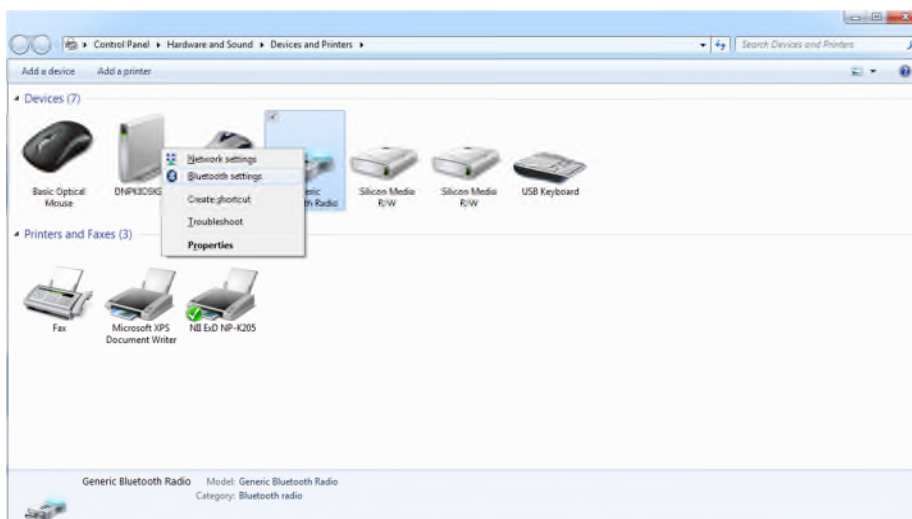 Control Panel ▸ Hardware and Sound ▸ Devices and Printers ▸
Search Devices and Printers
Add a device Add a printer
Devices (7)
Basic Optical Mouse
Network settings
Bluetooth settings
Create shortcut
Troubleshoot
Properties
th Radio
Silicon Media R/W
Silicon Media R/W
USB Keyboard
Printers and Faxes (3)
Fax
Microsoft XPS Document Writer
NII ExD NP-K205
Generic Bluetooth Radio Model: Generic Bluetooth Radio
Category: Bluetooth radio